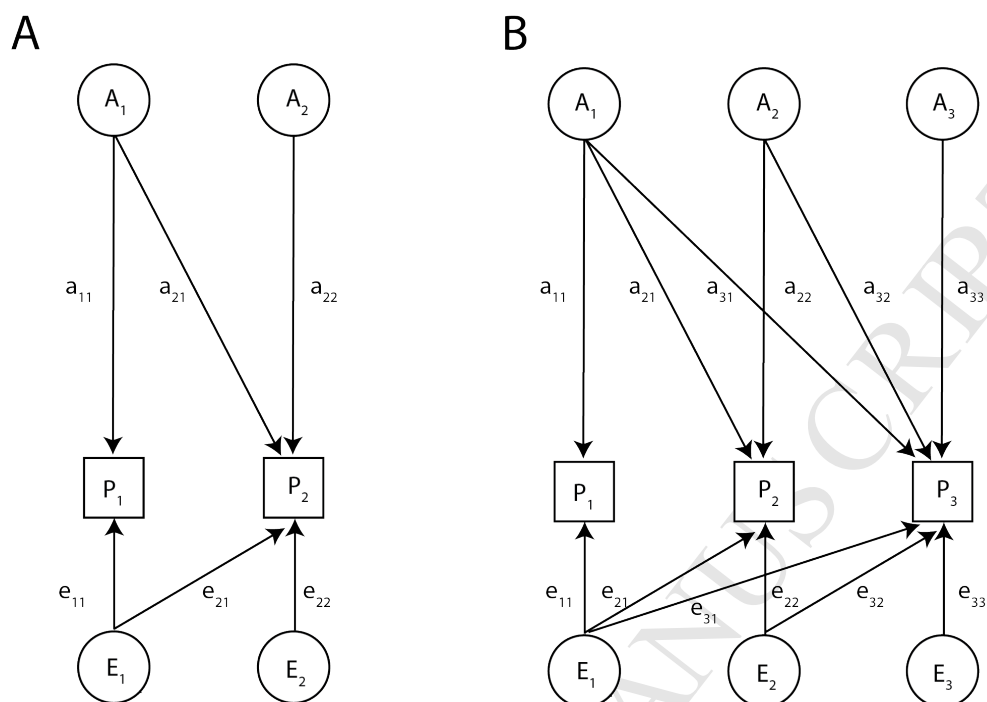 A B
A₁ A₂ A₁ A₂ A₃
a₁₁ a₂₁ a₂₂ a₁₁ a₂₁ a₃₁ a₂₂ a₃₂ a₃₃
P₁ P₂ P₁ P₂ P₃
e₁₁ e₂₁ e₂₂ e₁₁ e₂₁ e₃₁ e₂₂ e₃₂ e₃₃
E₁ E₂ E₁ E₂ E₃
ANUSCRIPT